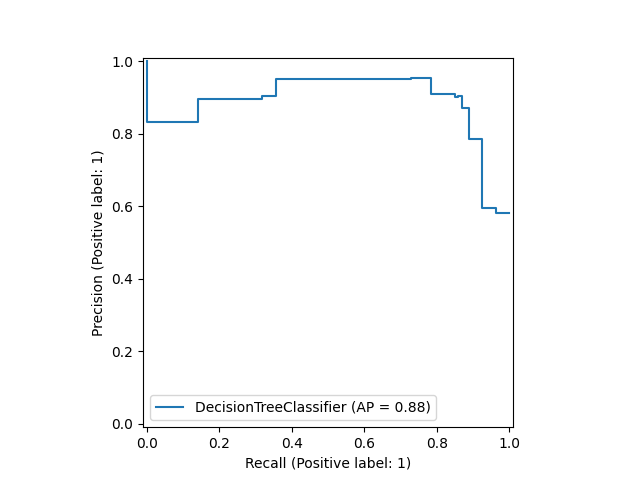 1.0
0.8
0.6
0.4
0.2
0.0
Precision (Positive label: 1)
DecisionTreeClassifier (AP = 0.88)
0.0 0.2 0.4 0.6 0.8 1.0
Recall (Positive label: 1)